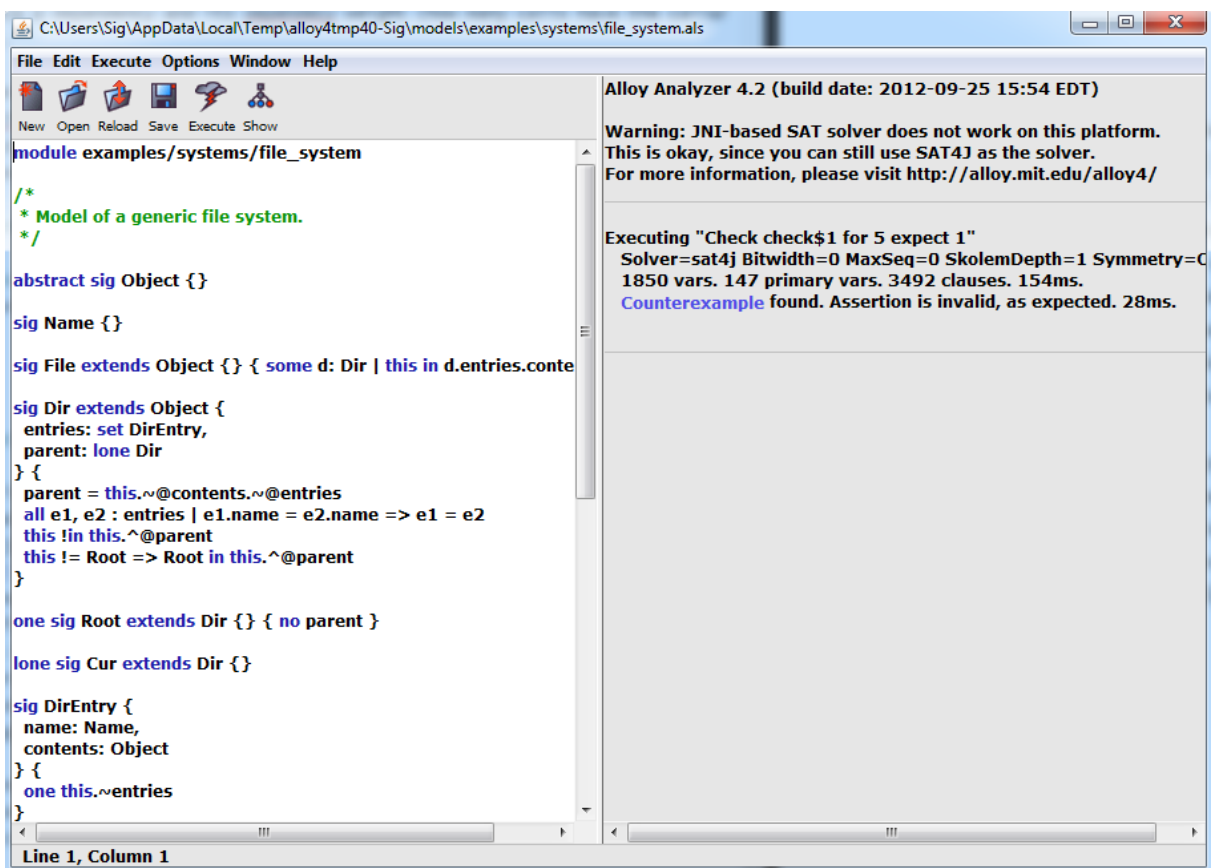 C:\Users\Sig\AppData\Local\Temp\alloy4tmp40-Sig\models\examples\systems\file_system.als
File Edit Execute Options Window Help
New Open Reload Save Execute Show
module examples/systems/file_system
/*
* Model of a generic file system.
*/
abstract sig Object {}
sig Name {}
sig File extends Object {} { some d: Dir | this in d.entries.conte
sig Dir extends Object {
entries: set DirEntry,
parent: lone Dir
} {
parent = this.~@contents.~@entries
all e1, e2 : entries | e1.name = e2.name => e1 = e2
this !in this.^@parent
this != Root => Root in this.^@parent
}
one sig Root extends Dir {} { no parent }
lone sig Cur extends Dir {}
sig DirEntry {
name: Name,
contents: Object
} {
one this.~entries
}
Line 1, Column 1
Alloy Analyzer 4.2 (build date: 2012-09-25 15:54 EDT)
Warning: JNI-based SAT solver does not work on this platform.
This is okay, since you can still use SAT4J as the solver.
For more information, please visit http://alloy.mit.edu/alloy4/
Executing "Check check$1 for 5 expect 1"
Solver=sat4j Bitwidth=0 MaxSeq=0 SkolemDepth=1 Symmetry=
1850 vars. 147 primary vars. 3492 clauses. 154ms.
Counterexample found. Assertion is invalid, as expected. 28ms.